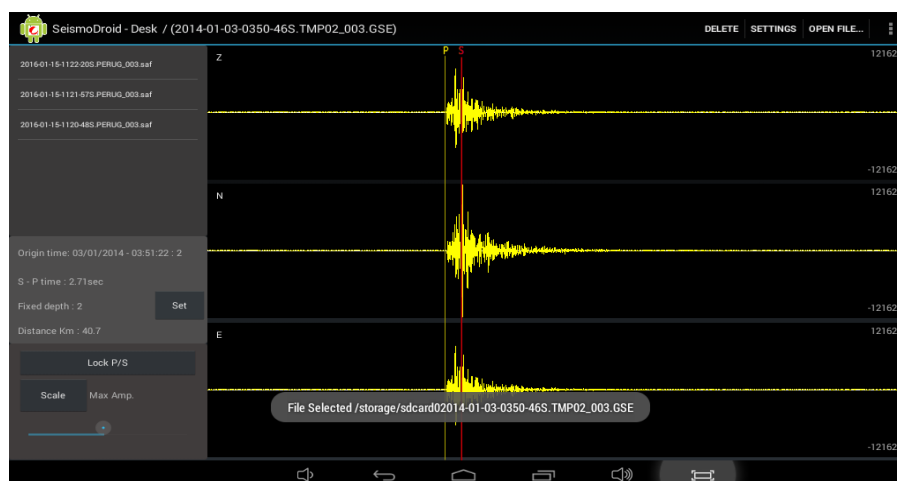 SeismoDroid - Desk / (2014-01-03-0350-46S.TMP02_003.GSE)
DELETE
SETTINGS
OPEN FILE...
2016-01-15-1122-20S.PERUG_003.saf
2016-01-15-1121-57S.PERUG_003.saf
2016-01-15-1120-48S.PERUG_003.saf
Origin time: 03/01/2014 - 03:51:22 : 2
S - P time : 2.71sec
Fixed depth : 2
Set
Distance Km : 40.7
Lock P/S
Scale
Max Amp.
P
S
Z
12162
-12162
N
12162
-12162
E
12162
-12162
File Selected /storage/sdcard02014-01-03-0350-46S.TMP02_003.GSE